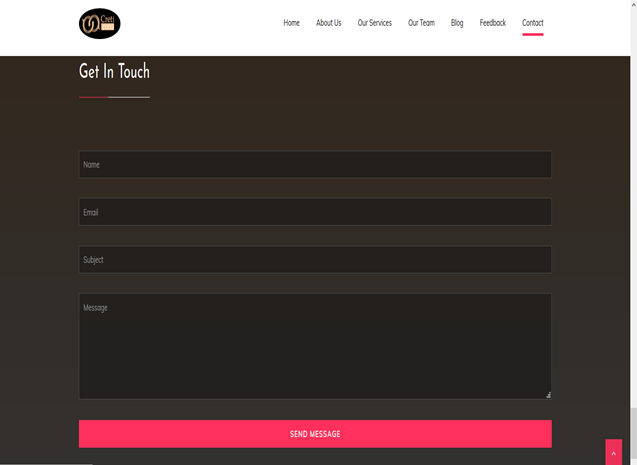 Creti
Home About Us Our Services Our Team Blog Feedback Contact
Get In Touch
Name
Email
Subject
Message
SEND MESSAGE